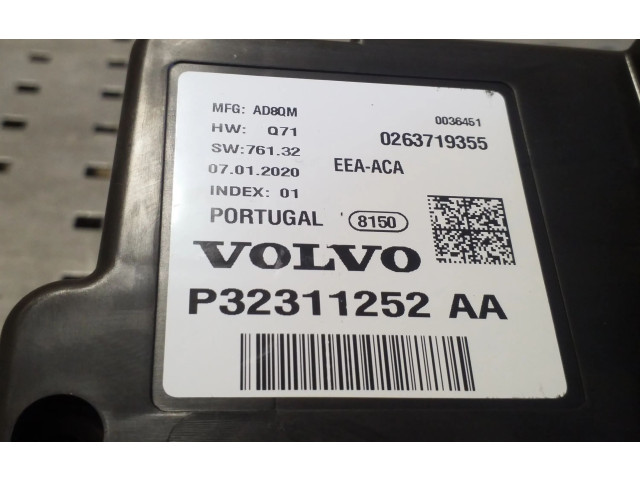 MFG: AD8QM
0036451
HW: Q71
0263719355
SW:761.32
07.01.2020
EEA-ACA
INDEX: 01
PORTUGAL 8150
VOLVO
P32311252 AA